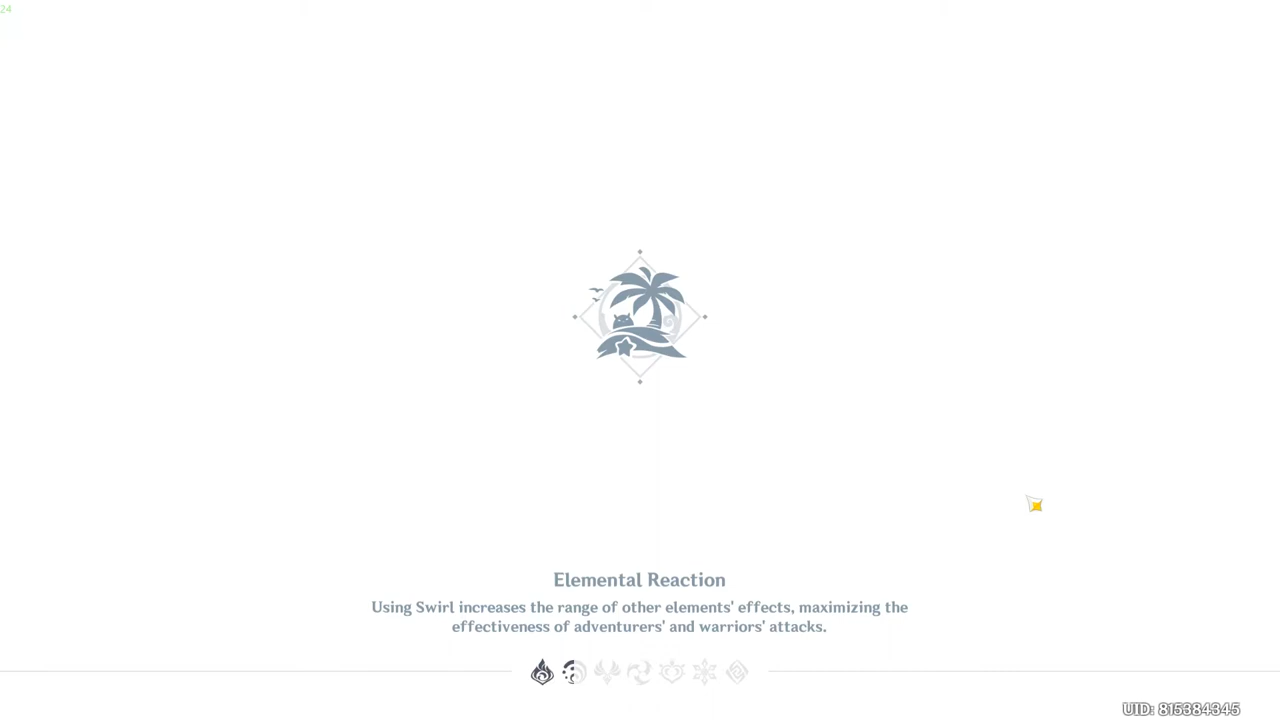 24
Elemental Reaction
Using Swirl increases the range of other elements' effects, maximizing the
effectiveness of adventurers' and warriors' attacks.
UID: 815384345